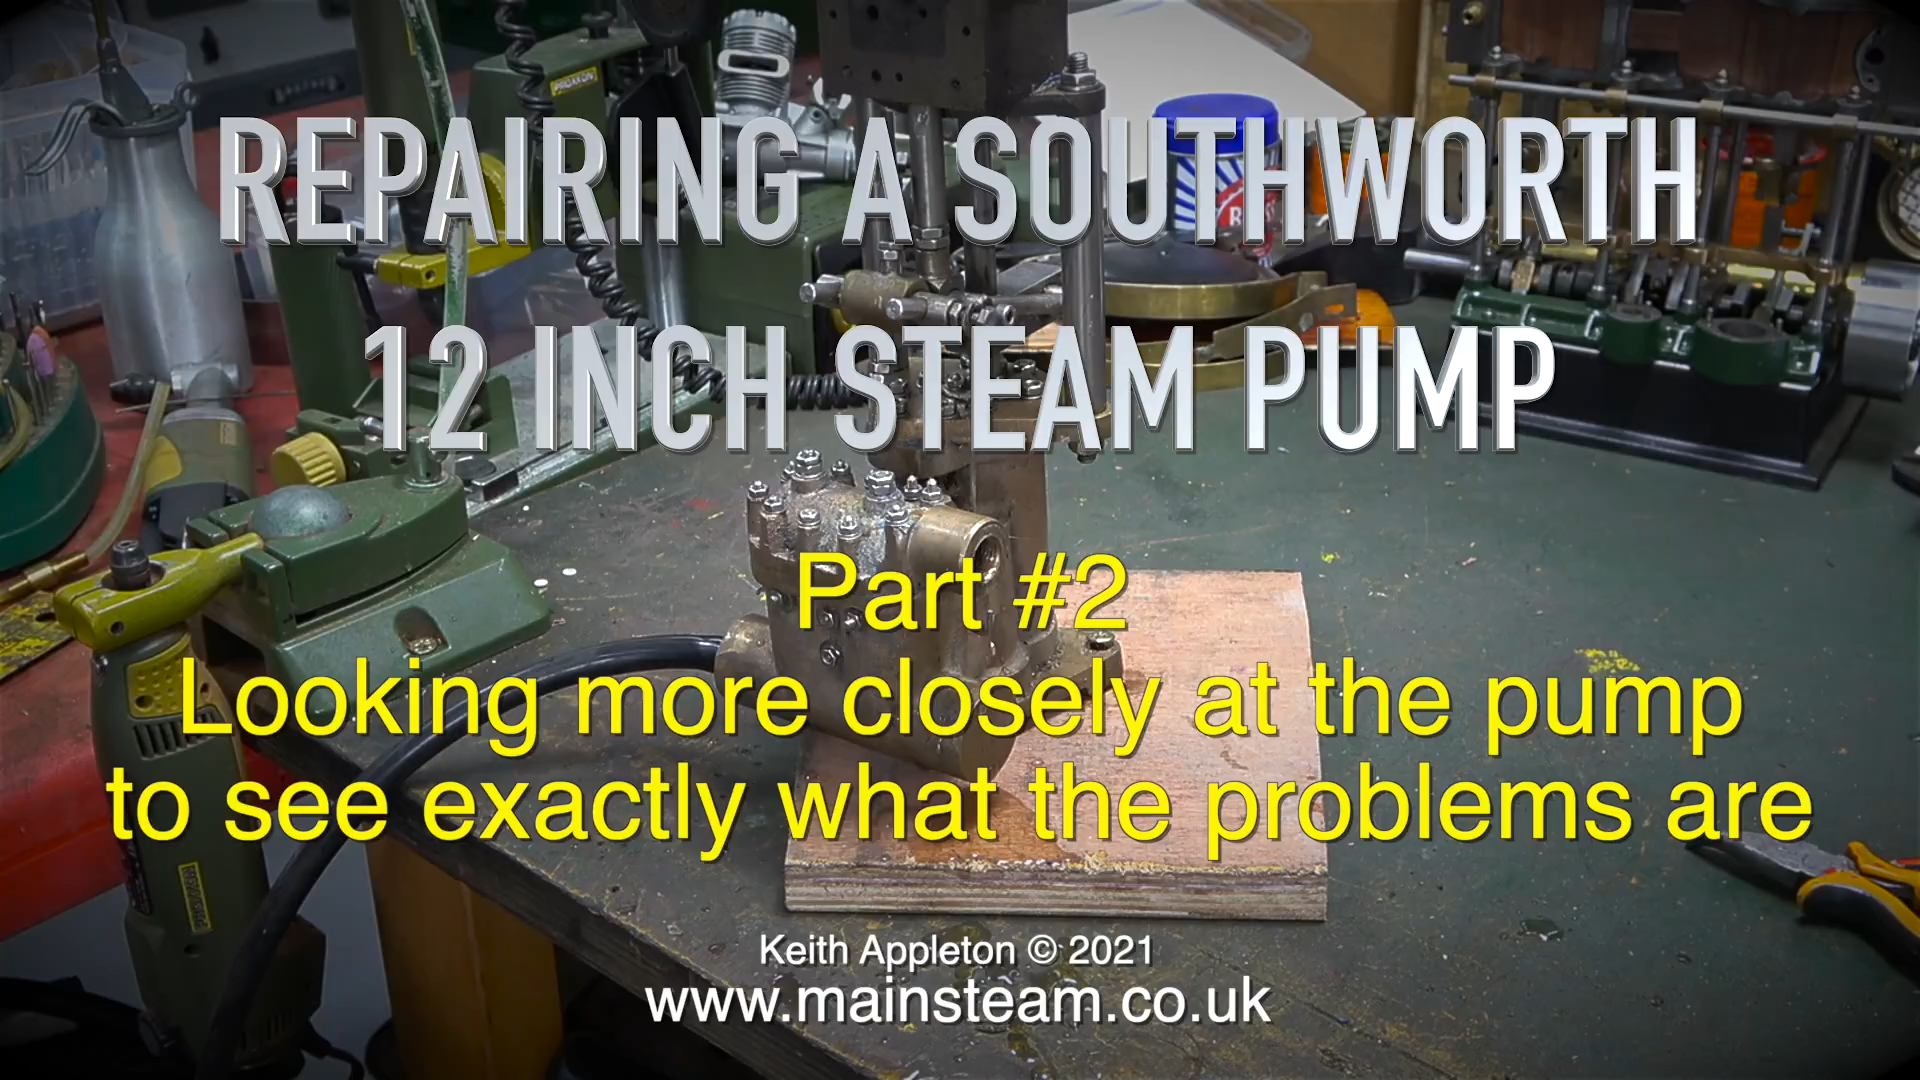 REPAIRING A SOUTHWORTH
12 INCH STEAM PUMP
Part #2
Looking more closely at the pump
to see exactly what the problems are
Keith Appleton © 2021
www.mainsteam.co.uk
PROXXON